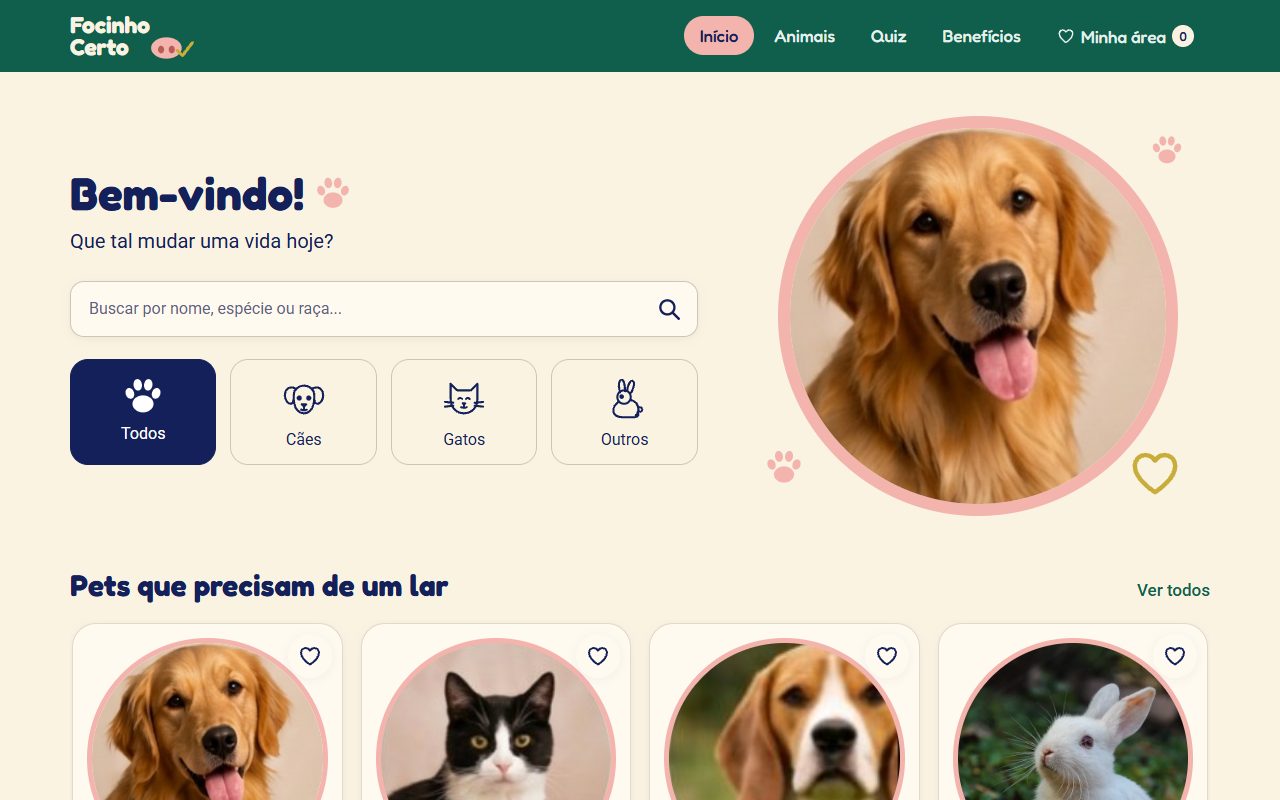 Focinho
Certo
Início
Animais
Quiz
Benefícios
Minha área
0
Bem-vindo!
Que tal mudar uma vida hoje?
Buscar por nome, espécie ou raça...
Todos
Cães
Gatos
Outros
Pets que precisam de um lar
Ver todos